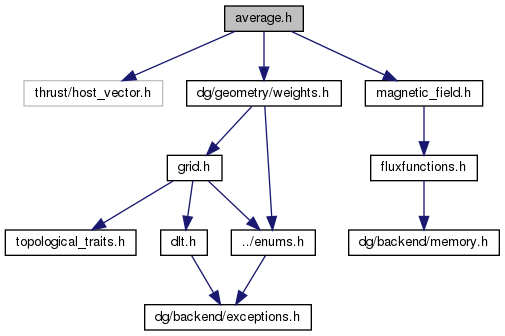 average.h
thrust/host_vector.h
dg/geometry/weights.h
magnetic_field.h
grid.h
fluxfunctions.h
topological_traits.h
dlt.h
../enums.h
dg/backend/memory.h
dg/backend/exceptions.h